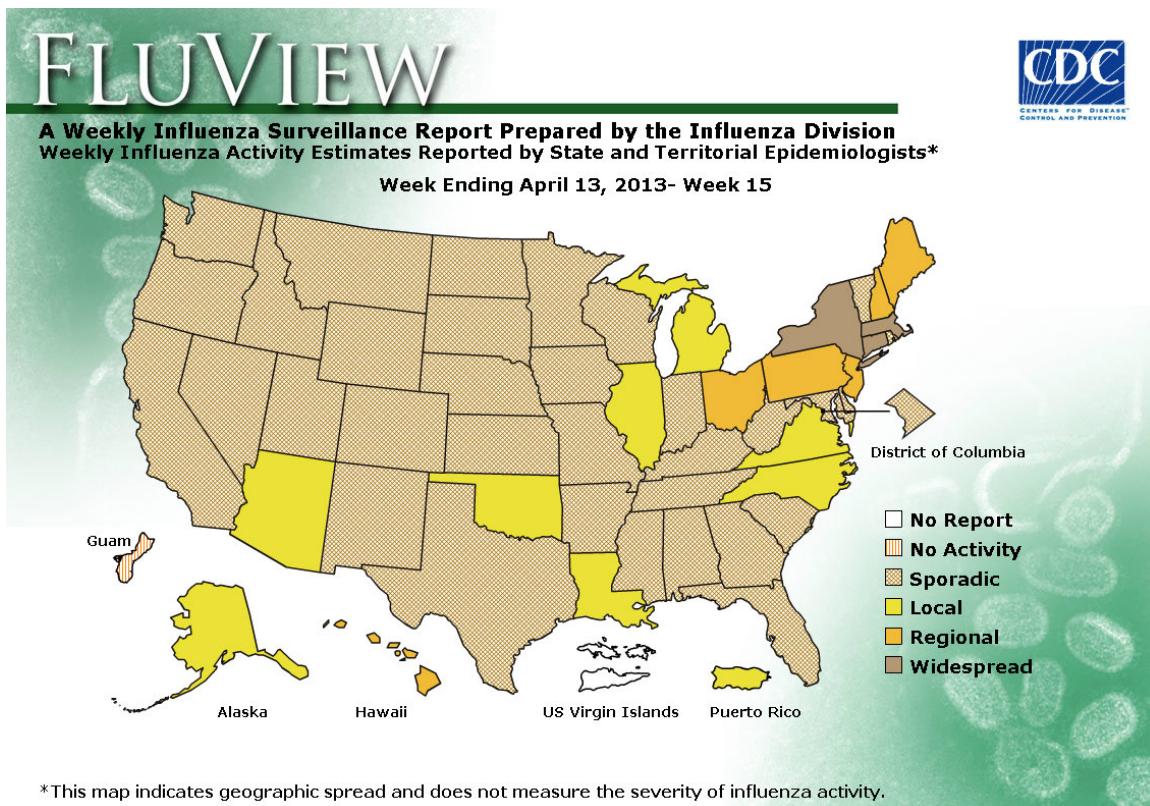 FLUVIEW
CDC
CENTERS FOR DISEASE™
CONTROL AND PREVENTION
A Weekly Influenza Surveillance Report Prepared by the Influenza Division
Weekly Influenza Activity Estimates Reported by State and Territorial Epidemiologists*
Week Ending April 13, 2013- Week 15
District of Columbia
No Report
Guam
No Activity
Sporadic
Local
Regional
Widespread
Alaska
Hawaii
US Virgin Islands
Puerto Rico
*This map indicates geographic spread and does not measure the severity of influenza activity.